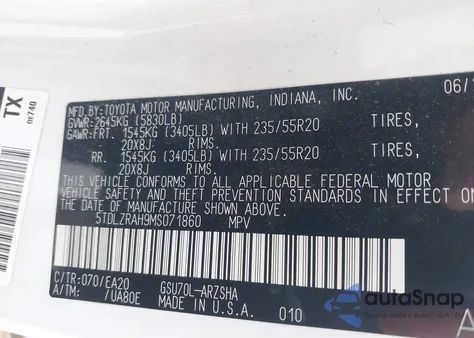 TX
0E740
MFD.BY:TOYOTA MOTOR MANUFACTURING, INDIANA, INC. 06/
GVWR:2645KG (5830LB)
GAWR:FRT. 1545KG (3405LB) WITH 235/55R20 TIRES,
20X8J RIMS.
RR. 1545KG (3405LB) WITH 235/55R20 TIRES,
20X8J RIMS.
THIS VEHICLE CONFORMS TO ALL APPLICABLE FEDERAL MOTOR
VEHICLE SAFETY AND THEFT PREVENTION STANDARDS IN EFFECT
ON THE DATE OF MANUFACTURE SHOWN ABOVE.
5TDLZRAH9MS071860 MPV
C/TR:070/EA20 GSU70L-ARZSHA
A/TM: /UA80E MADE IN U.S.A. 010
A
autoSnap